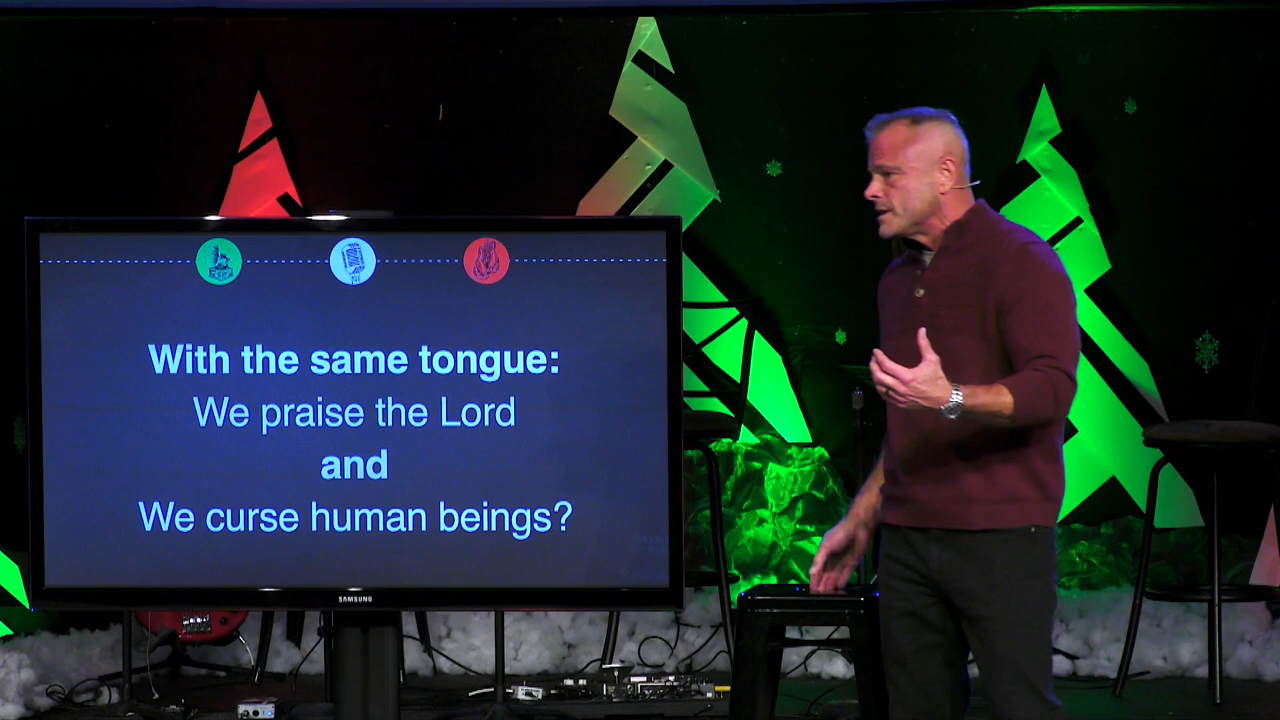 With the same tongue:
We praise the Lord
and
We curse human beings?
SAMSUNG